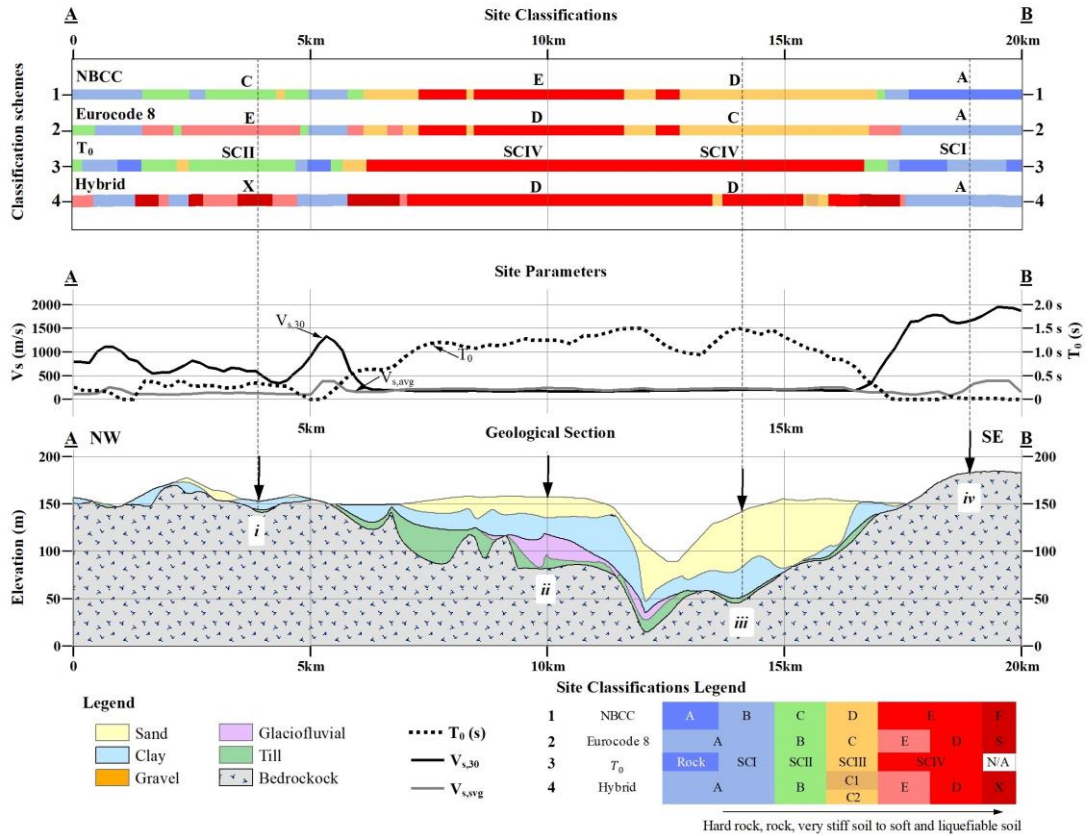 A Site Classifications B
0 5km 10km 15km 20km
Classification schemes
NBCC C E D A
1 1
Eurocode 8 E D C A
2 2
T0 SCII SCIV SCIV SCI
3 3
Hybrid X D D A
4 4
A Site Parameters B
Vs (m/s)
T0 (s)
2000 2.0 s
1500 1.5 s
1000 1.0 s
500 0.5 s
0 0
Vs,30
T0
Vs,avg
5km 10km 15km
A NW Geological Section SE B
Elevation (m)
200 200
150 150
100 100
50 50
0 0
i ii iii iv
0 5km 10km 15km 20km
Legend
Sand Glaciofluvial
Clay Till
Gravel Bedrockock
T0 (s)
Vs,30
Vs,svg
Site Classifications Legend
1 NBCC A B C D E F
2 Eurocode 8 A B C E D S
3 T0 Rock SCI SCII SCIII SCIV N/A
4 Hybrid A B C1 C2 E D X
Hard rock, rock, very stiff soil to soft and liquefiable soil